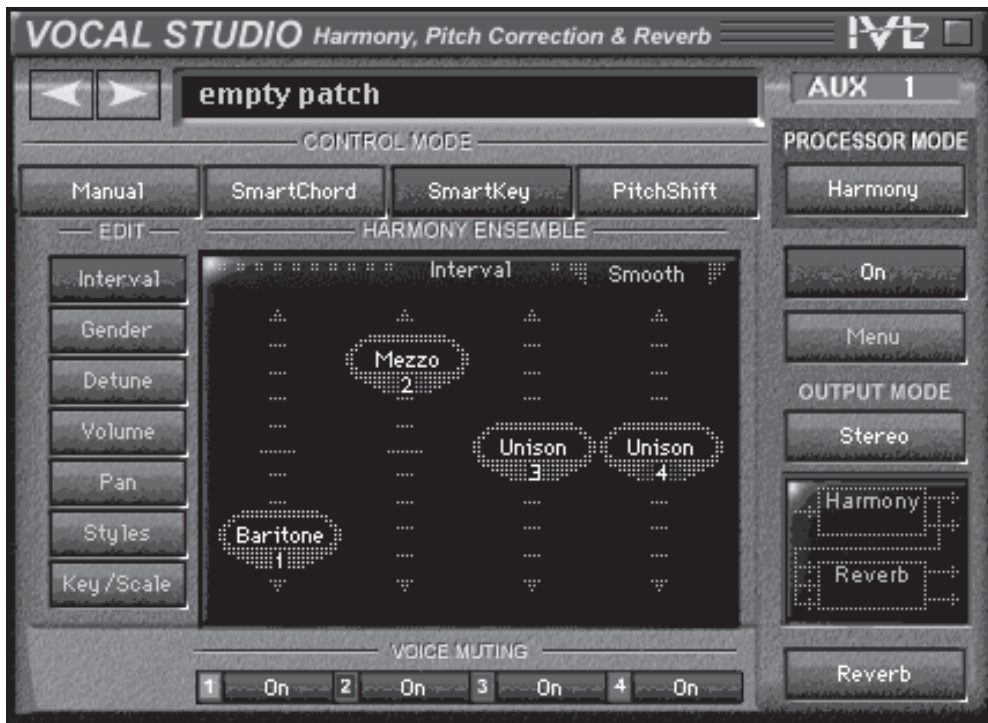 VOCAL STUDIO Harmony, Pitch Correction & Reverb IVL
empty patch
AUX 1
CONTROL MODE
PROCESSOR MODE
Manual SmartChord SmartKey PitchShift
Harmony
EDIT
HARMONY ENSEMBLE
Interval
Gender
Detune
Volume
Pan
Styles
Key/Scale
Interval Smooth
Mezzo
2
Unison
3
Unison
4
Baritone
1
On
Menu
OUTPUT MODE
Stereo
Harmony
Reverb
VOICE MUTING
1 On 2 On 3 On 4 On
Reverb